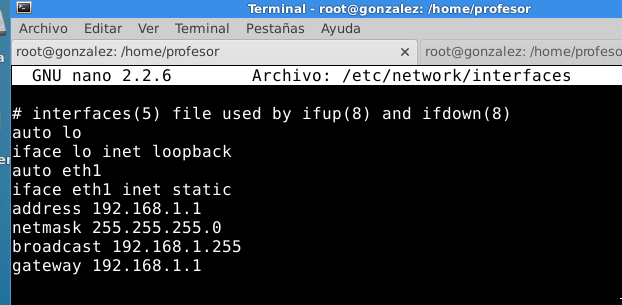 Terminal - root@gonzalez: /home/profesor
Archivo Editar Ver Terminal Pestañas Ayuda
root@gonzalez: /home/profesor × root@gonzalez: /home/profeso
GNU nano 2.2.6 Archivo: /etc/network/interfaces
# interfaces(5) file used by ifup(8) and ifdown(8)
auto lo
iface lo inet loopback
auto eth1
iface eth1 inet static
address 192.168.1.1
netmask 255.255.255.0
broadcast 192.168.1.255
gateway 192.168.1.1